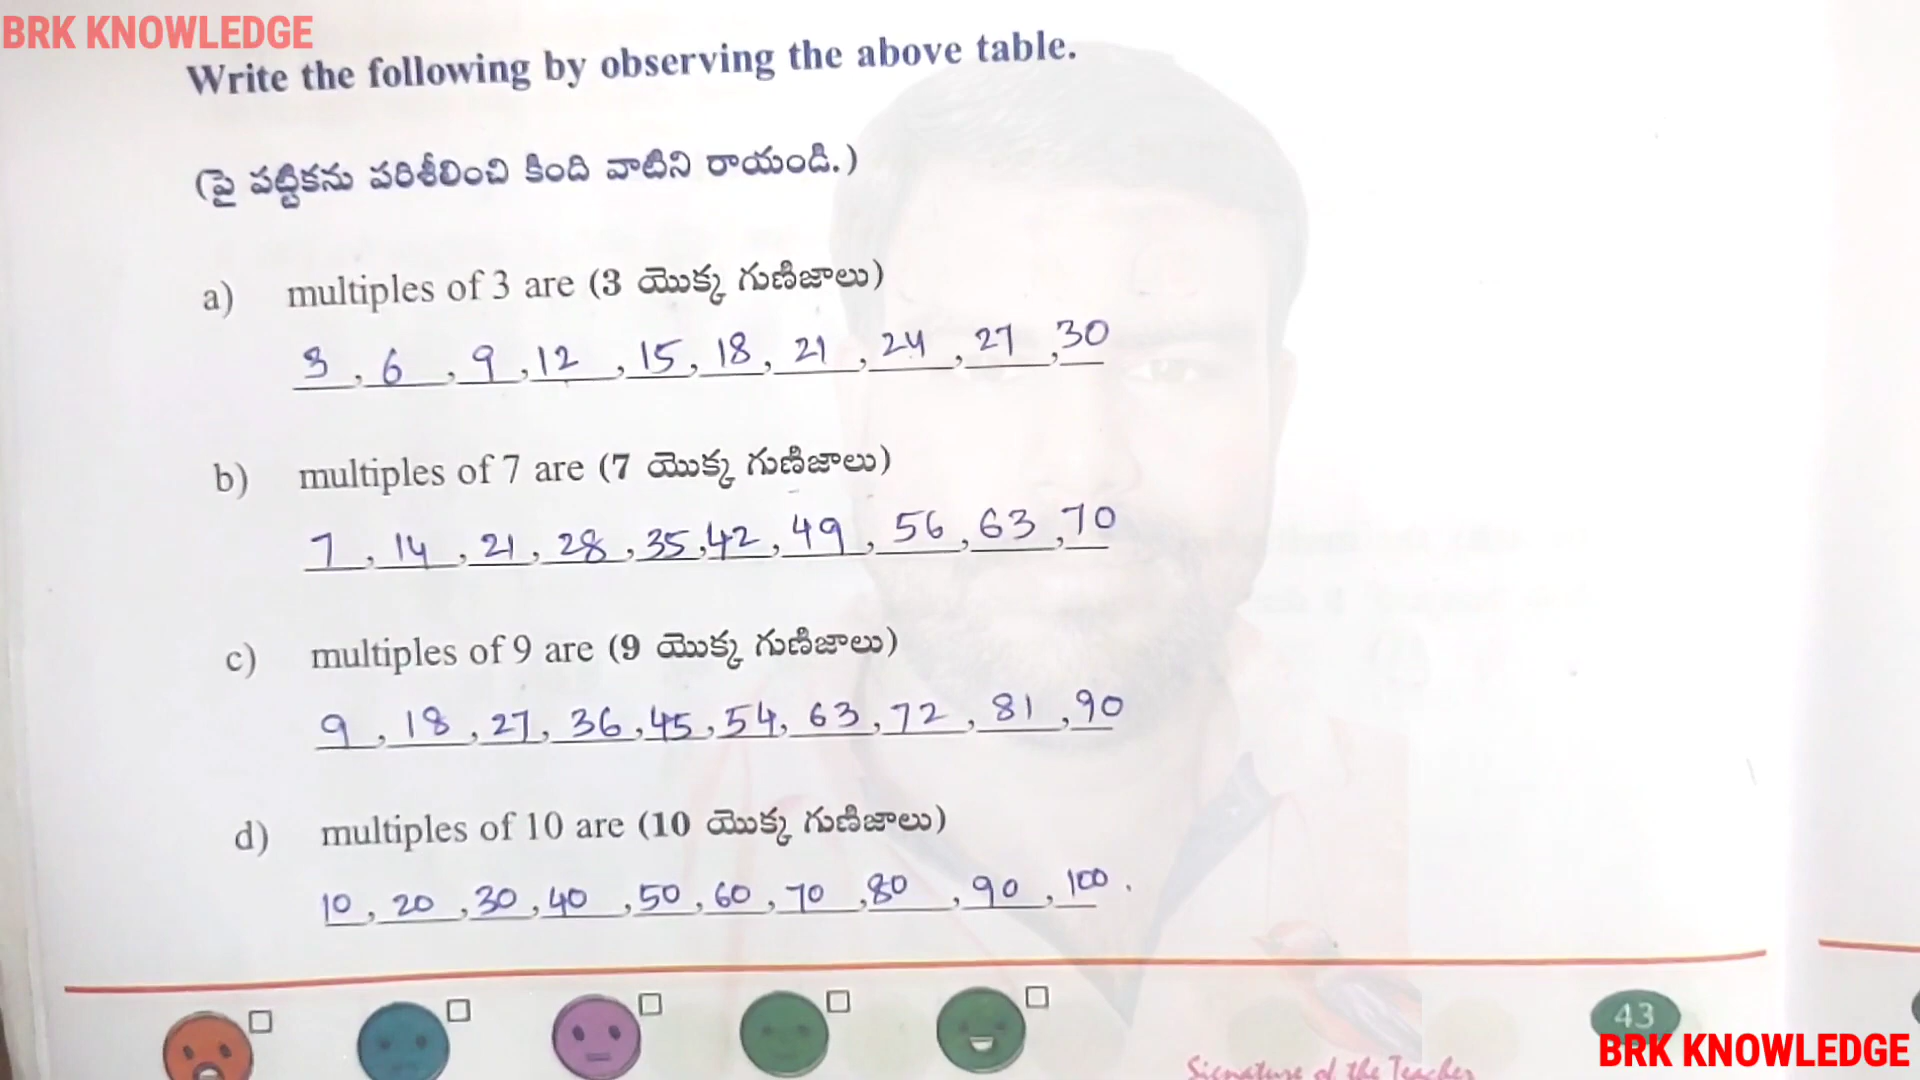 BRK KNOWLEDGE
Write the following by observing the above table.
(పై పట్టికను పరిశీలించి కింది వాటిని రాయండి.)
a) multiples of 3 are (3 యొక్క గుణిజాలు)
3, 6, 9, 12, 15, 18, 21, 24, 27, 30
b) multiples of 7 are (7 యొక్క గుణిజాలు)
7, 14, 21, 28, 35, 42, 49, 56, 63, 70
c) multiples of 9 are (9 యొక్క గుణిజాలు)
9, 18, 27, 36, 45, 54, 63, 72, 81, 90
d) multiples of 10 are (10 యొక్క గుణిజాలు)
10, 20, 30, 40, 50, 60, 70, 80, 90, 100.
43
BRK KNOWLEDGE
Signature of the Teacher